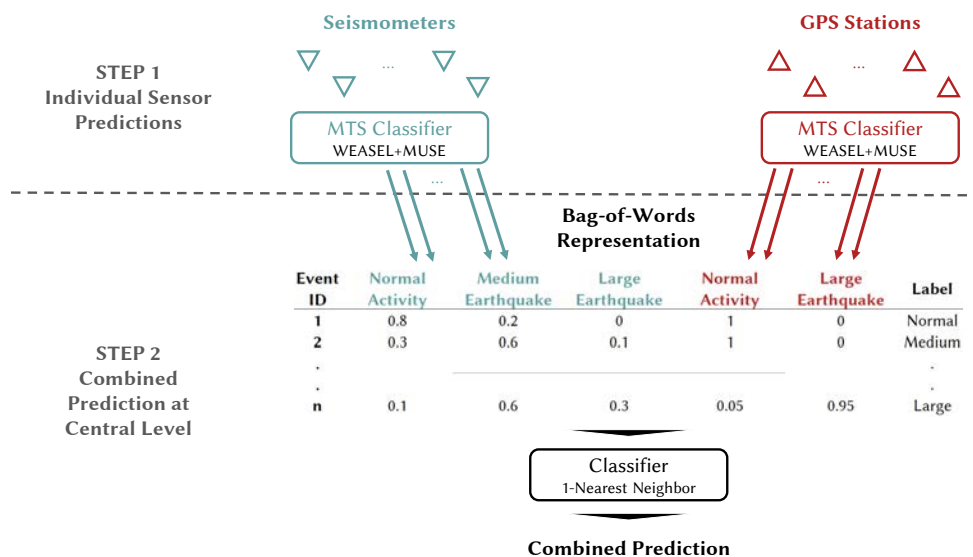 Seismometers
GPS Stations
... ...
STEP 1
Individual Sensor
Predictions
MTS Classifier
WEASEL+MUSE
MTS Classifier
WEASEL+MUSE
... ...
Bag-of-Words
Representation
Event ID Normal Activity Medium Earthquake Large Earthquake Normal Activity Large Earthquake Label
1 0.8 0.2 0 1 0 Normal
2 0.3 0.6 0.1 1 0 Medium
. .
. .
n 0.1 0.6 0.3 0.05 0.95 Large
STEP 2
Combined
Prediction at
Central Level
Classifier
1-Nearest Neighbor
Combined Prediction